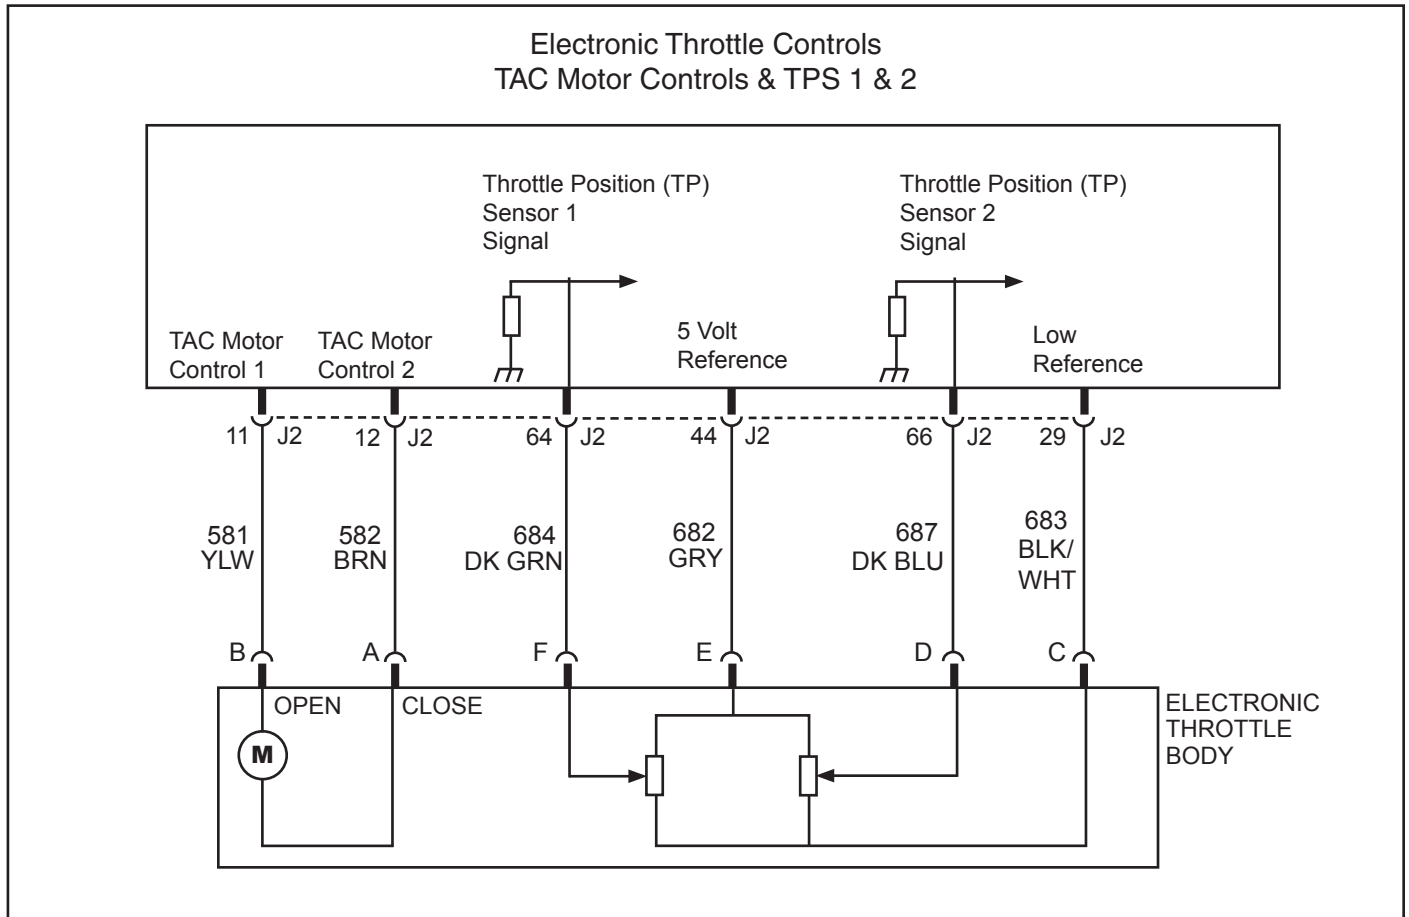 Electronic Throttle Controls
TAC Motor Controls & TPS 1 & 2
Throttle Position (TP)
Sensor 1
Signal
Throttle Position (TP)
Sensor 2
Signal
TAC Motor
Control 1
TAC Motor
Control 2
5 Volt
Reference
Low
Reference
11 J2
12 J2
64 J2
44 J2
66 J2
29 J2
581
YLW
582
BRN
684
DK GRN
682
GRY
687
DK BLU
683
BLK/
WHT
B
A
F
E
D
C
OPEN
CLOSE
M
ELECTRONIC
THROTTLE
BODY